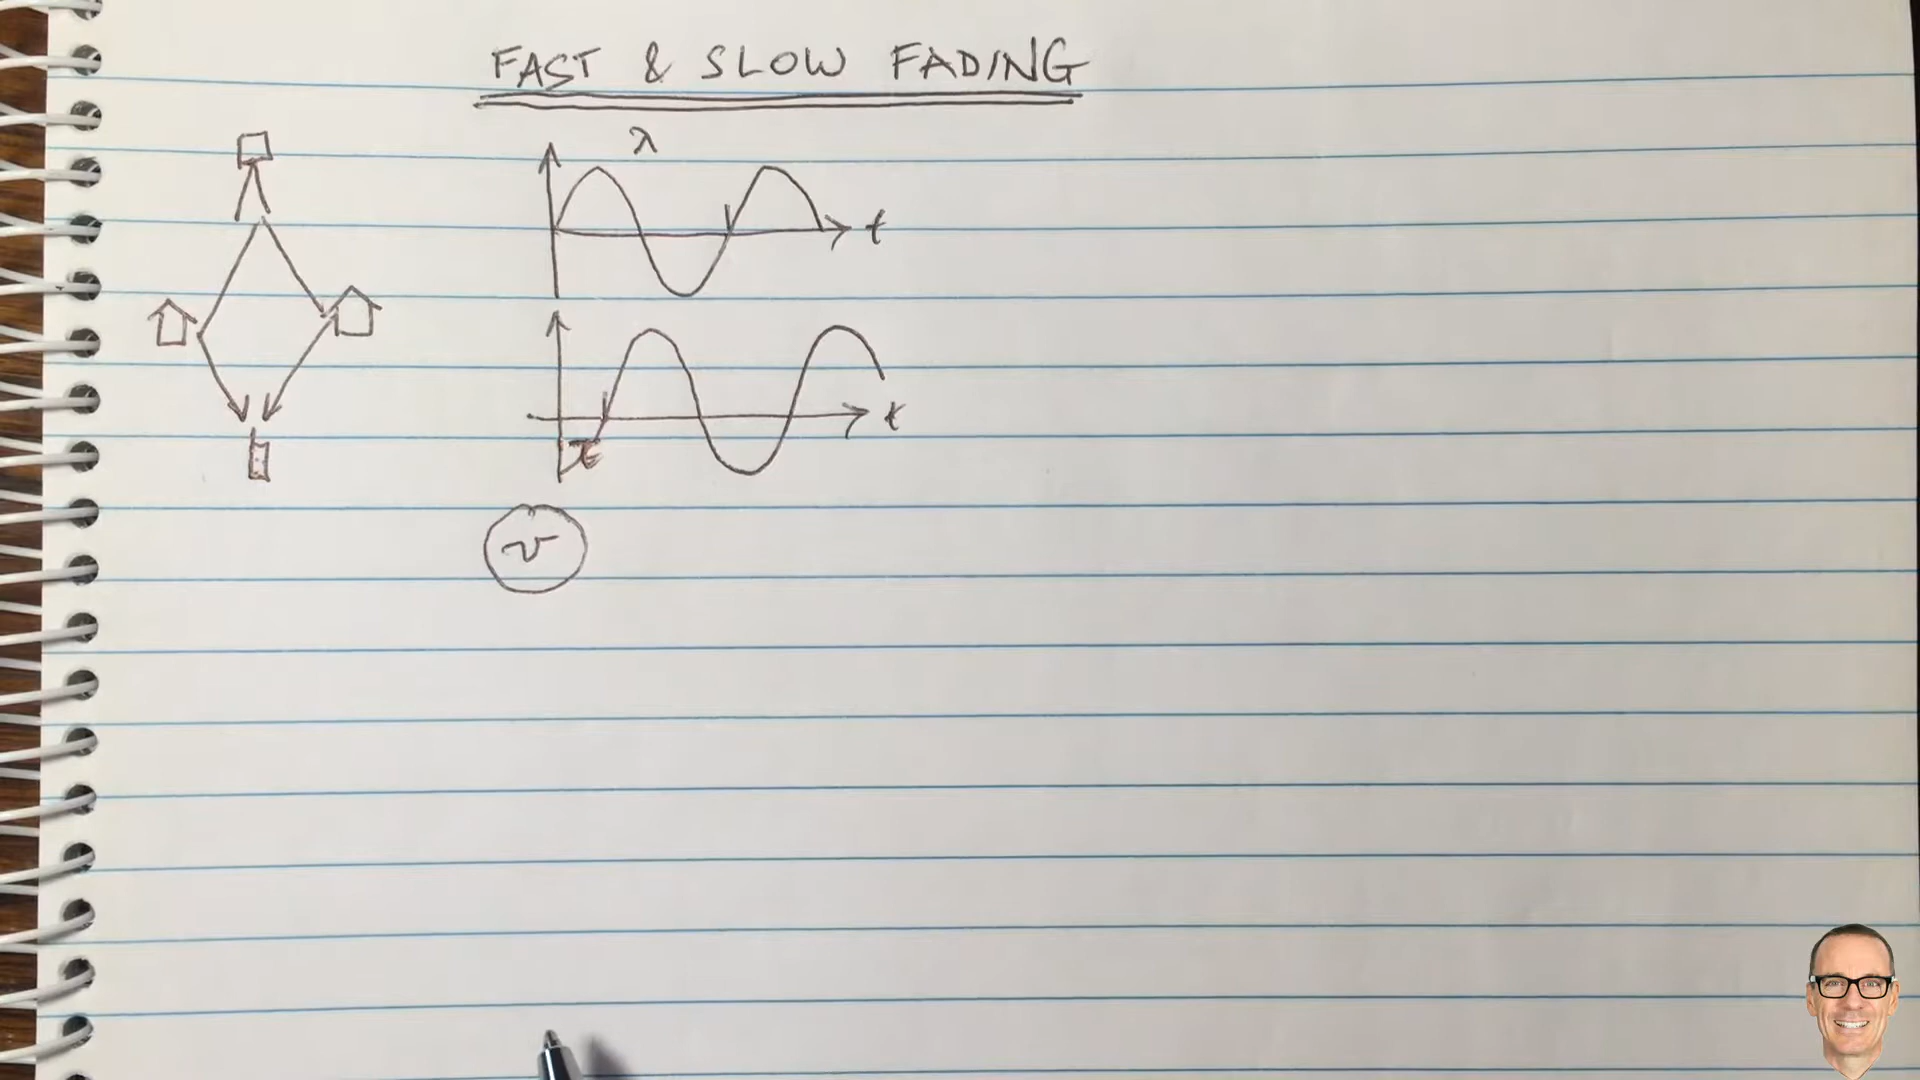 FAST & SLOW FADING
λ
t
t
τ
v